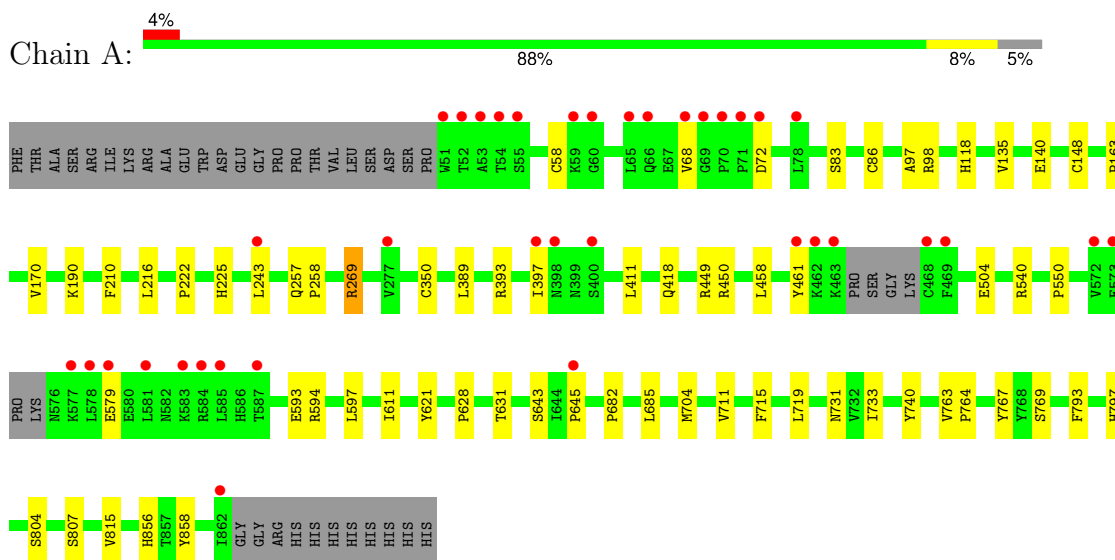 Chain A:
4%
88%
8%
5%
PHE THR ALA SER ARG ILE LYS ARG ALA GLU TRP ASP GLU GLY PRO PRO THR VAL LEU SER ASP SER PRO W51 T52 A53 T54 S55 C58 K59 G60 L65 Q66 E67 V68 G69 P70 P71 D72 L78 S83 C86 A97 R98 H118 V135 E140 C148
V170 K190 F210 L216 P222 H225 L243 Q257 P258 R269 V277 C350 L389 R393 I397 N398 N399 S400 L411 Q418 R449 R450 L458 Y461 K462 K463 PRO SER GLY LYS C468 F469 E504 R540 P550 V572
PRO LYS N576 K577 L578 E579 E580 L581 N582 K583 R584 L585 H586 T587 E593 R594 L597 I611 Y621 P628 T631 S643 I644 P645 P682 L685 M704 V711 F715 L719 N731 V732 I733 Y740 V763 P764 Y767 Y768 S769 F793
S804 S807 V815 H856 T857 Y858 I862 GLY GLY ARG HIS HIS HIS HIS HIS HIS HIS HIS